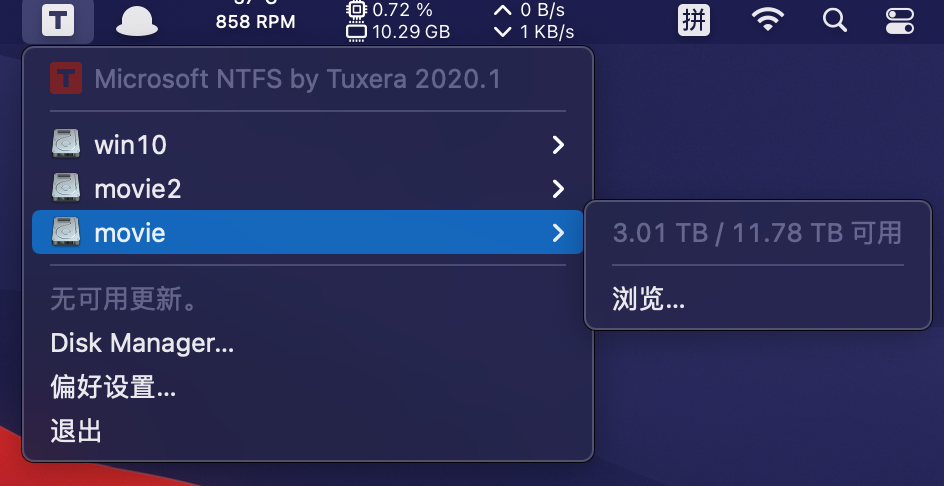 T
0.72 %
0 B/s
858 RPM
10.29 GB
1 KB/s
拼
T Microsoft NTFS by Tuxera 2020.1
win10
movie2
movie
3.01 TB / 11.78 TB 可用
浏览...
无可用更新。
Disk Manager...
偏好设置...
退出